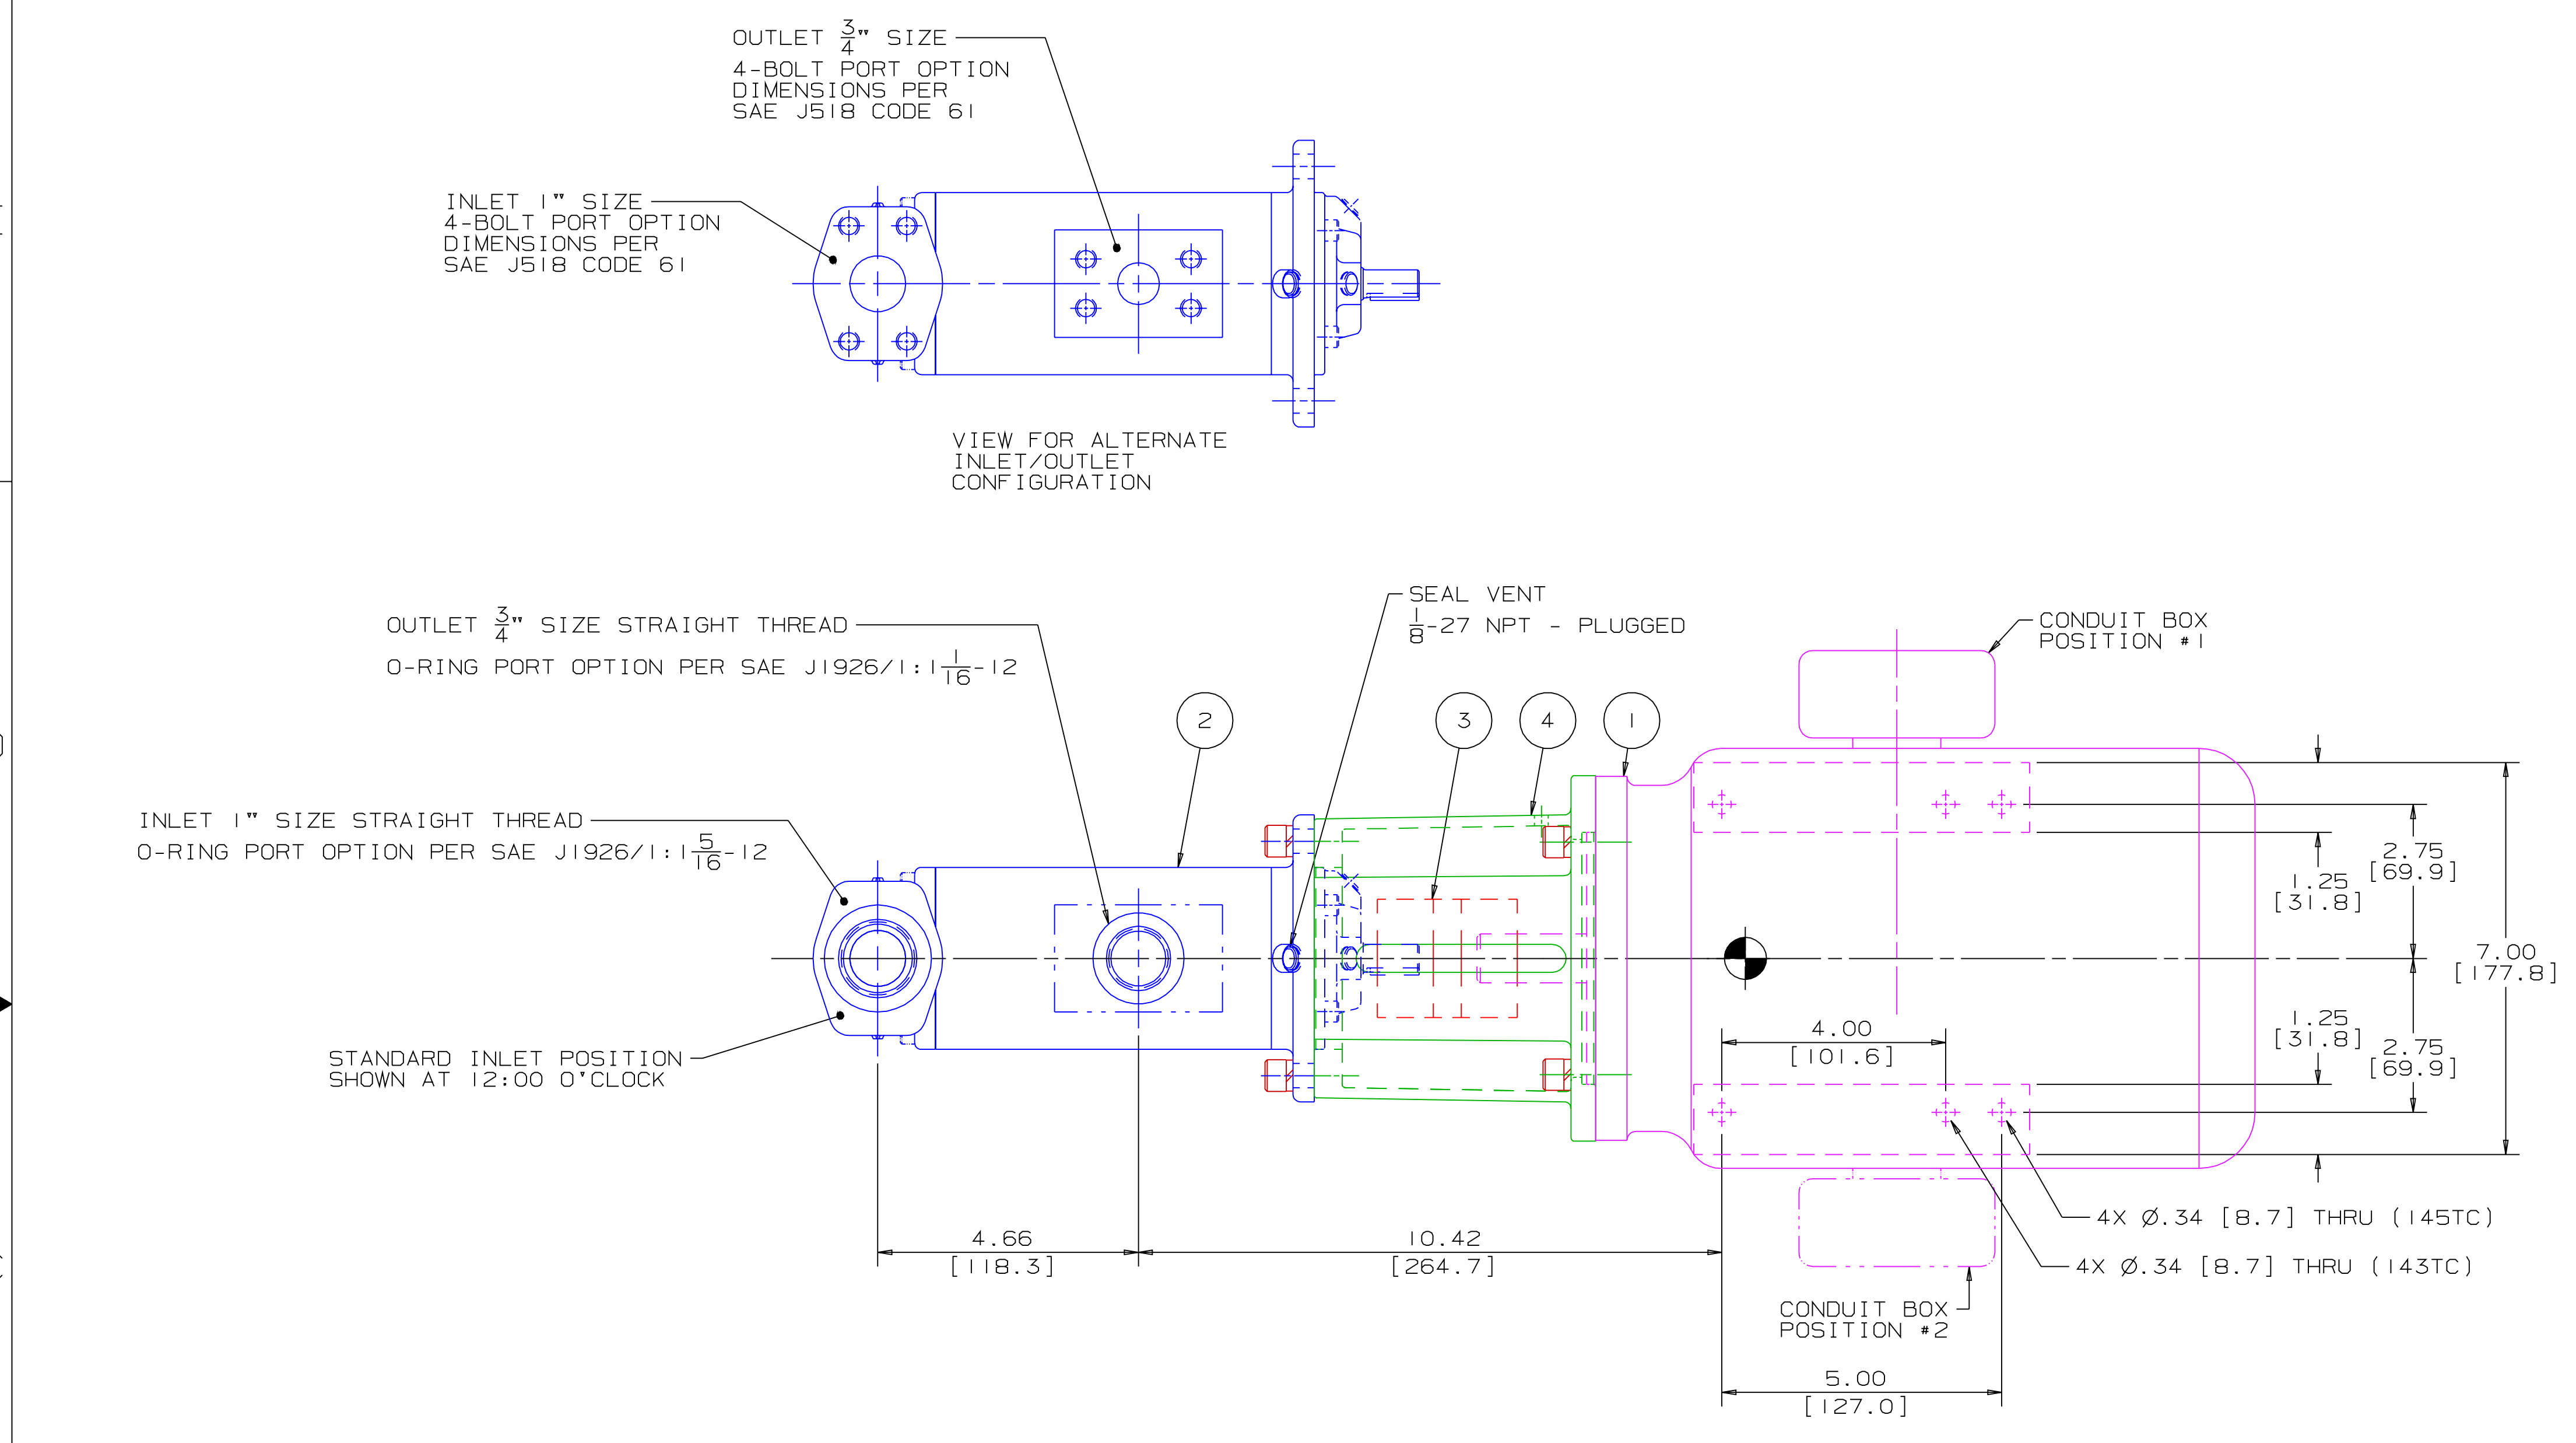 OUTLET 3/4" SIZE
4-BOLT PORT OPTION
DIMENSIONS PER
SAE J518 CODE 61
INLET 1" SIZE
4-BOLT PORT OPTION
DIMENSIONS PER
SAE J518 CODE 61
VIEW FOR ALTERNATE
INLET/OUTLET
CONFIGURATION
SEAL VENT
1/8-27 NPT - PLUGGED
OUTLET 3/4" SIZE STRAIGHT THREAD
O-RING PORT OPTION PER SAE J1926/1:1 1/16-12
CONDUIT BOX
POSITION #1
2
3
4
1
INLET 1" SIZE STRAIGHT THREAD
O-RING PORT OPTION PER SAE J1926/1:1 5/16-12
2.75
[69.9]
1.25
[31.8]
7.00
[177.8]
1.25
[31.8]
2.75
[69.9]
4.00
[101.6]
STANDARD INLET POSITION
SHOWN AT 12:00 O'CLOCK
4X Ø.34 [8.7] THRU (145TC)
4.66
[118.3]
10.42
[264.7]
4X Ø.34 [8.7] THRU (143TC)
CONDUIT BOX
POSITION #2
5.00
[127.0]